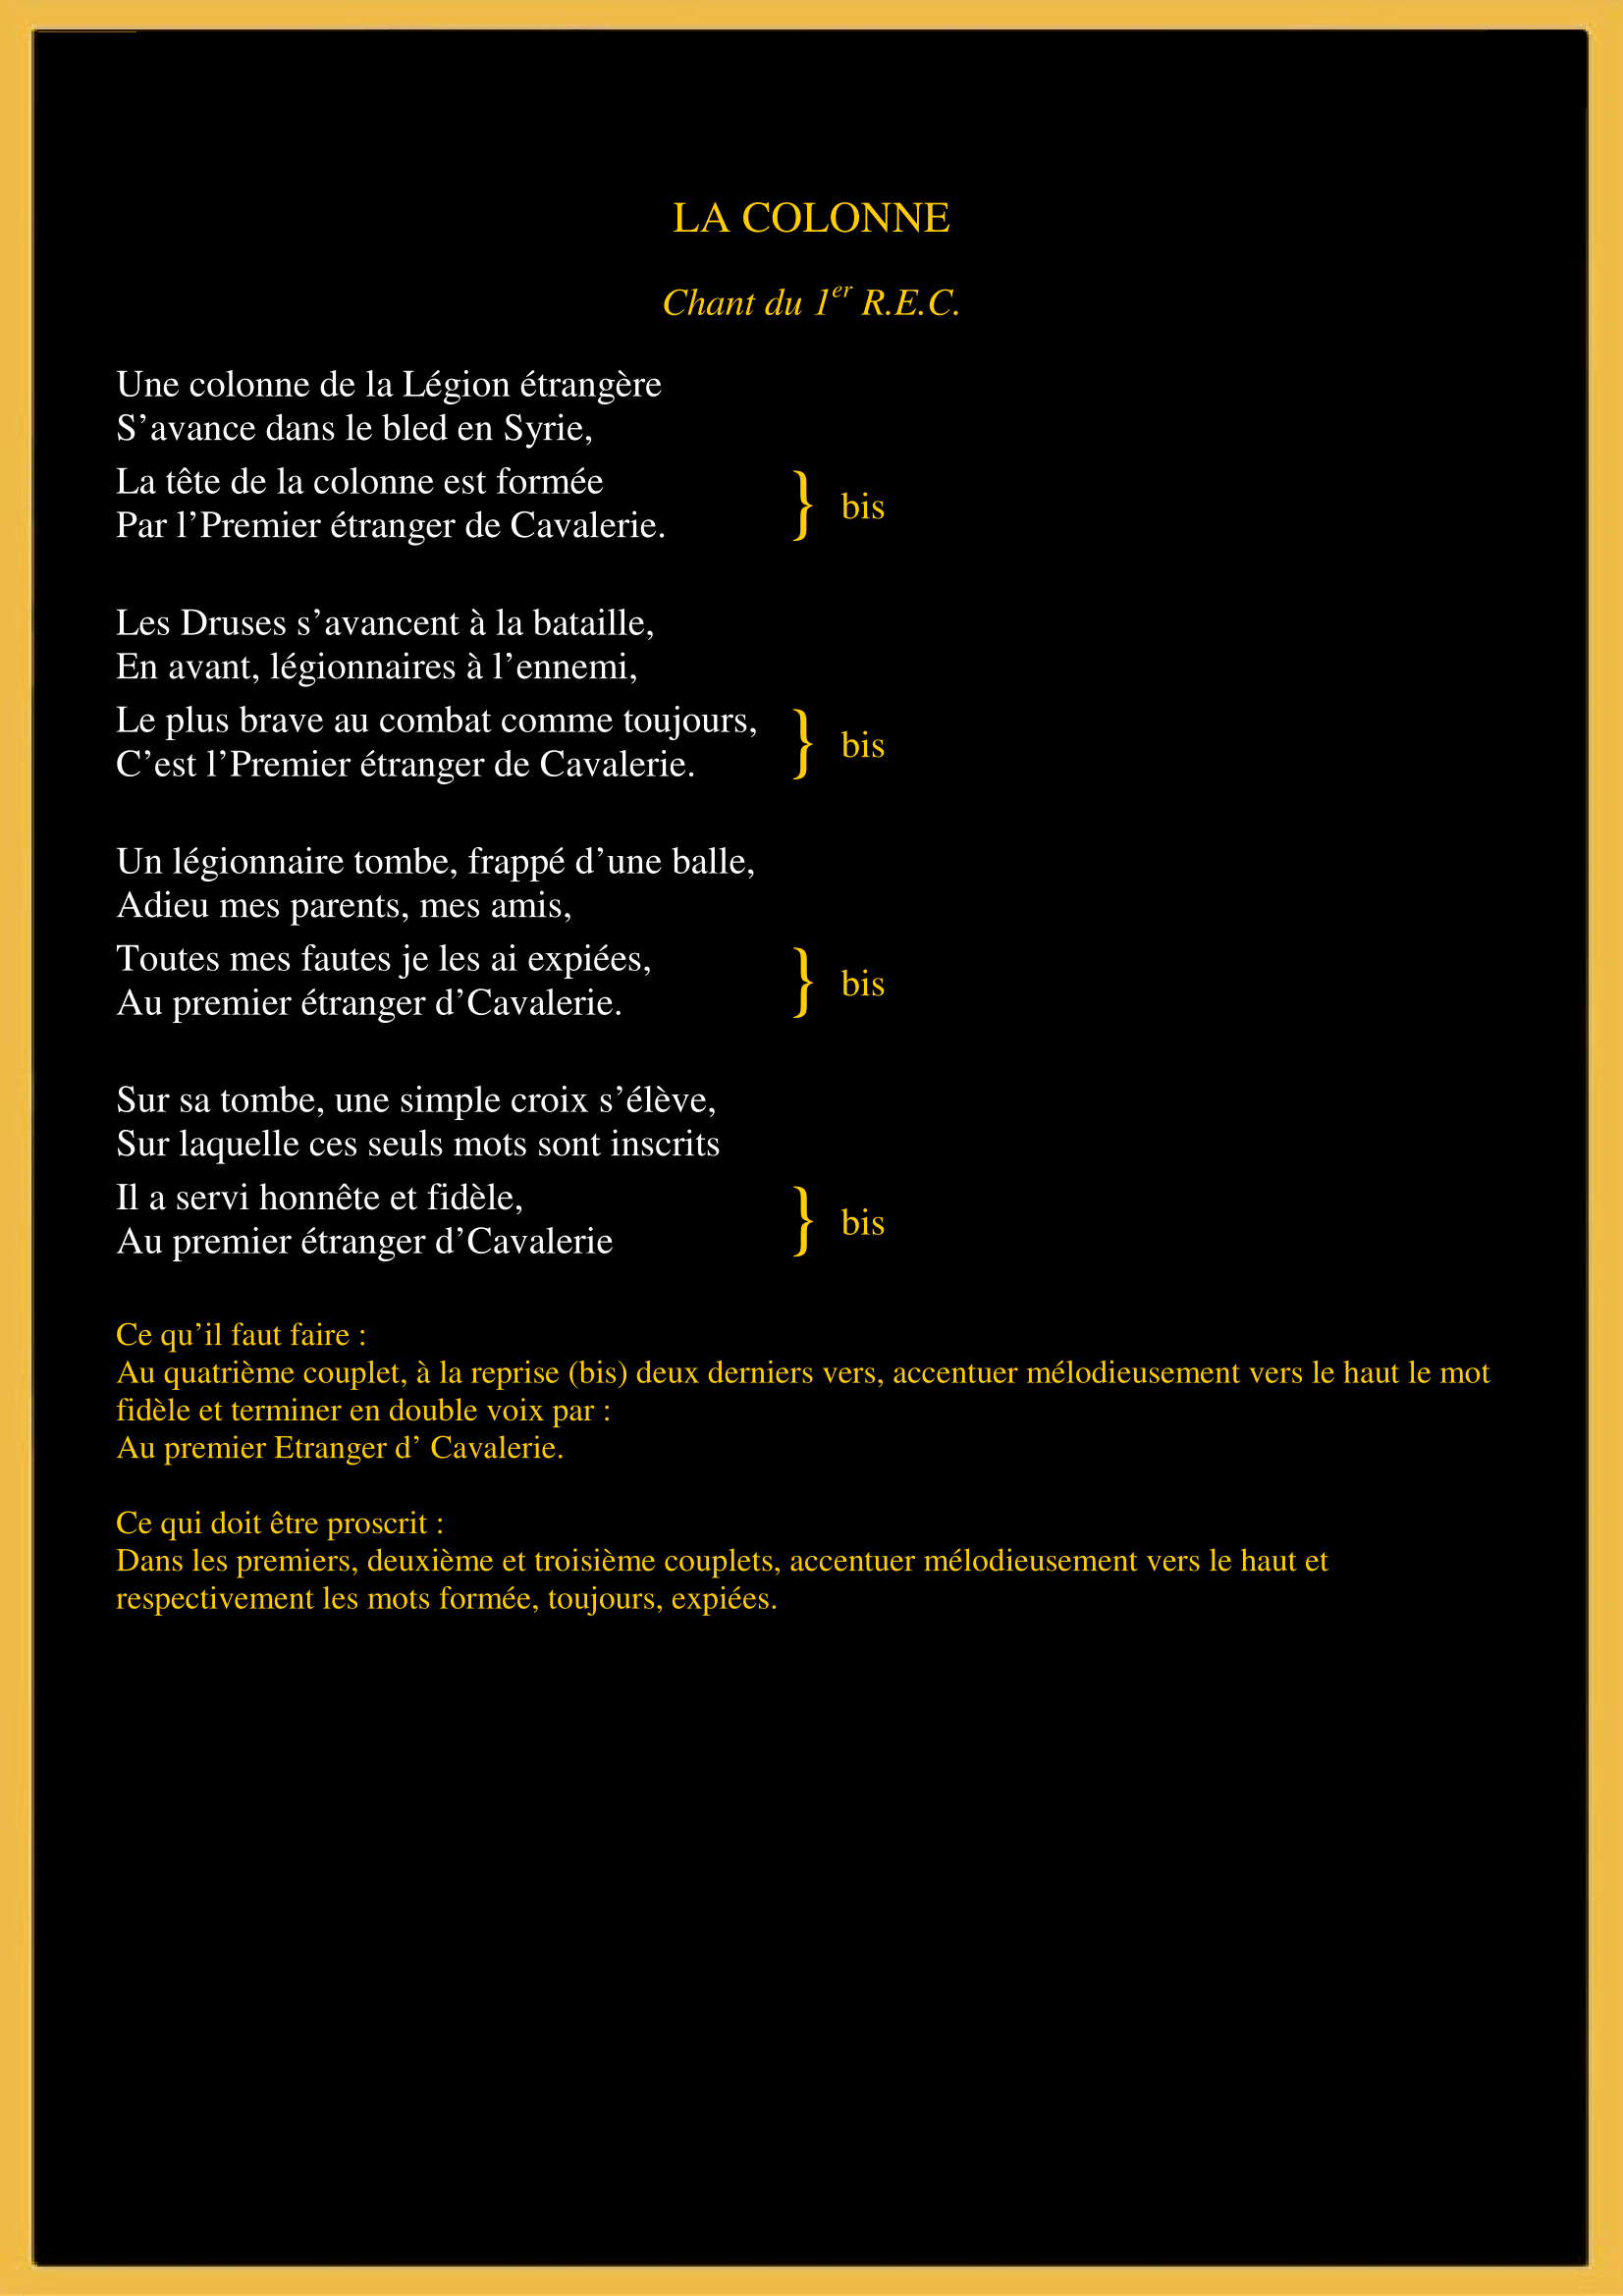 LA COLONNE
Chant du 1er R.E.C.
Une colonne de la Légion étrangère
S’avance dans le bled en Syrie,
La tête de la colonne est formée
Par l’Premier étranger de Cavalerie.
} bis
Les Druses s’avancent à la bataille,
En avant, légionnaires à l’ennemi,
Le plus brave au combat comme toujours,
C’est l’Premier étranger de Cavalerie.
} bis
Un légionnaire tombe, frappé d’une balle,
Adieu mes parents, mes amis,
Toutes mes fautes je les ai expiées,
Au premier étranger d’Cavalerie.
} bis
Sur sa tombe, une simple croix s’élève,
Sur laquelle ces seuls mots sont inscrits
Il a servi honnête et fidèle,
Au premier étranger d’Cavalerie
} bis
Ce qu’il faut faire :
Au quatrième couplet, à la reprise (bis) deux derniers vers, accentuer mélodieusement vers le haut le mot
fidèle et terminer en double voix par :
Au premier Etranger d’ Cavalerie.
Ce qui doit être proscrit :
Dans les premiers, deuxième et troisième couplets, accentuer mélodieusement vers le haut et
respectivement les mots formée, toujours, expiées.